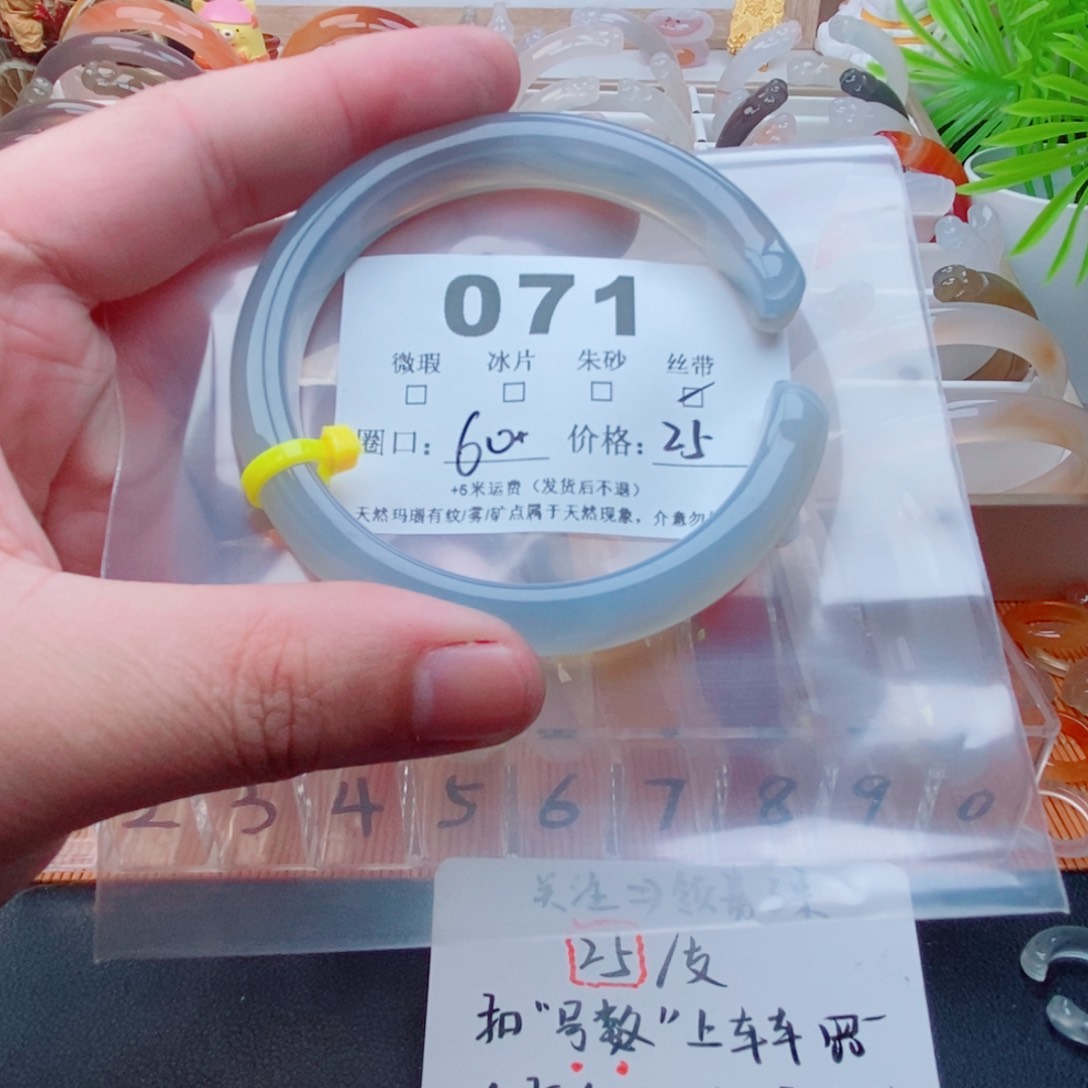 071
微瑕 冰片 朱砂 丝带
圈口：60+ 价格：25
+5米运费（发货后不退）
天然玛瑙有纹/雾/矿点属于天然现象，介意勿
2 3 4 5 6 7 8 9 0
关注
25/支
扣“号数”上车车